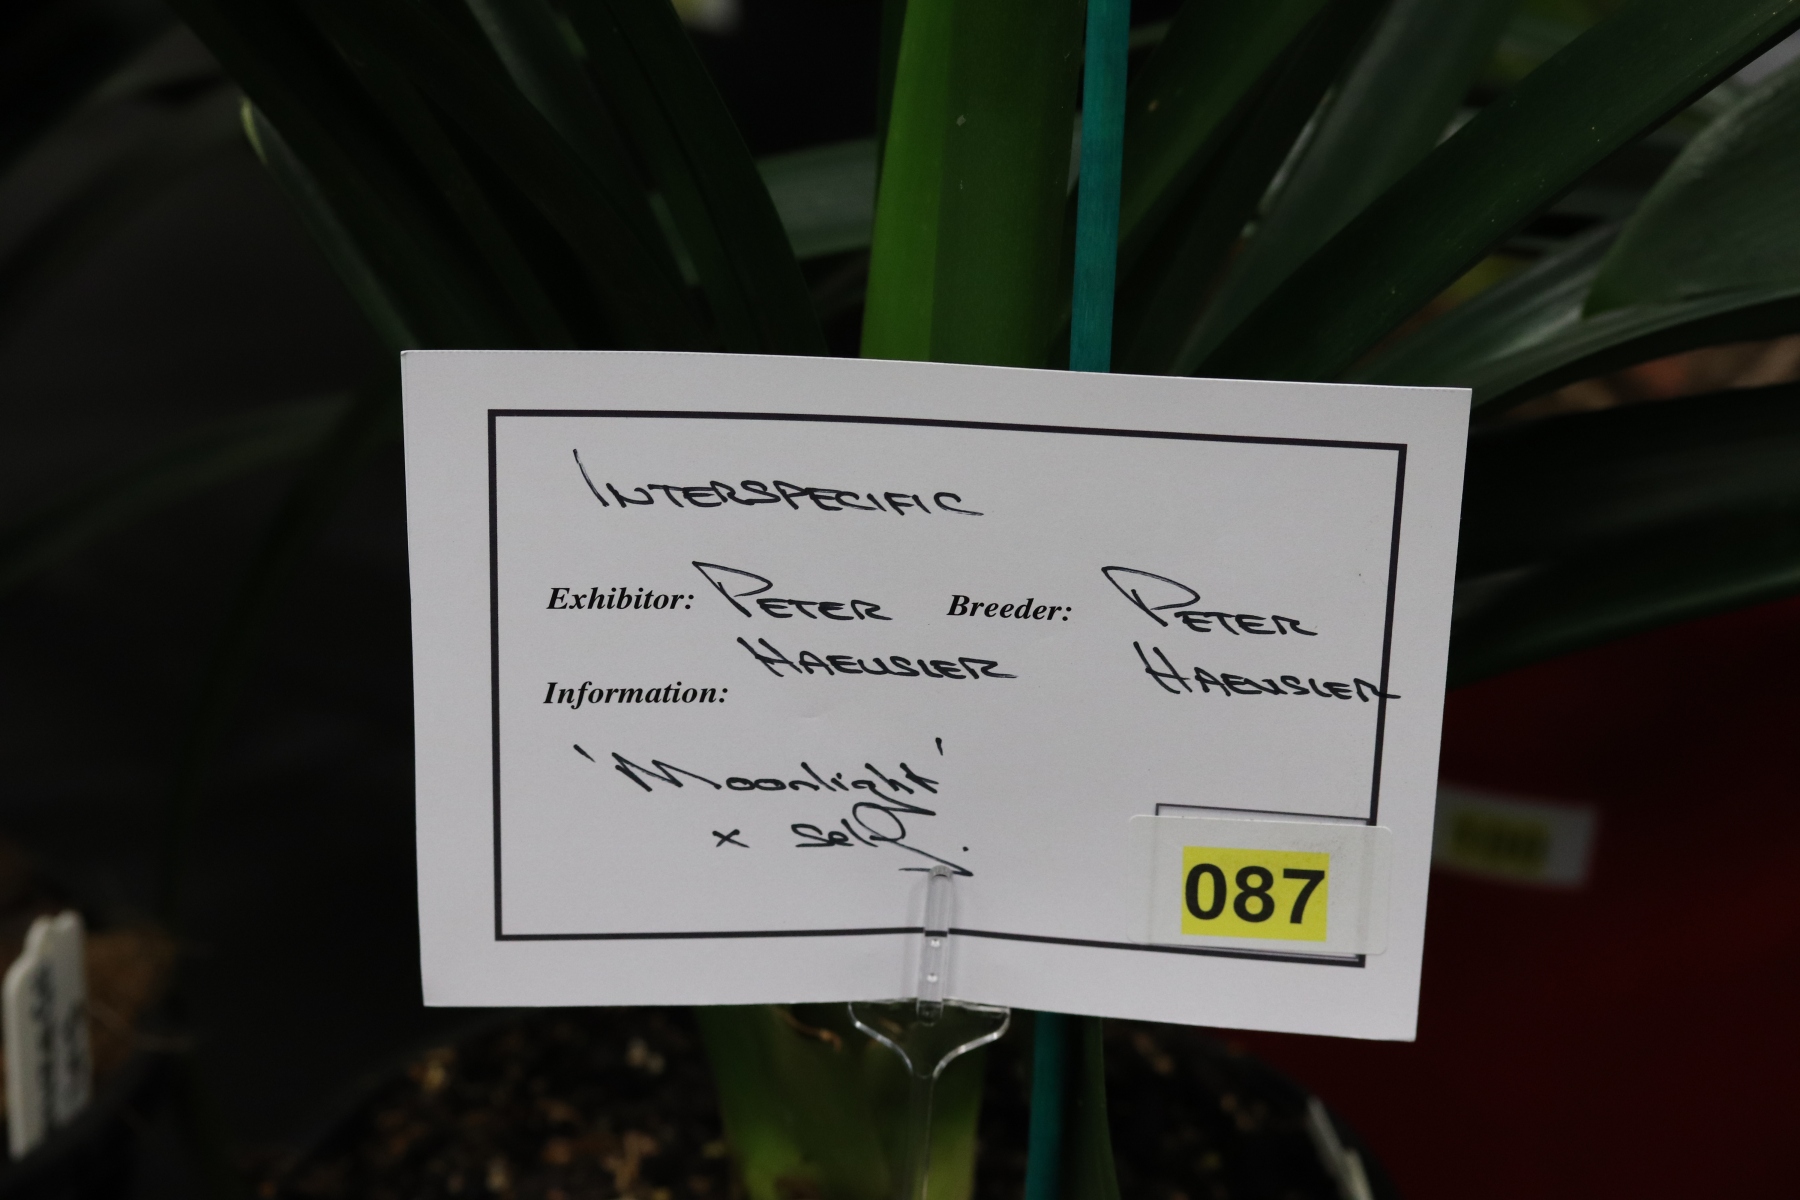 INTERSPECIFIC
Exhibitor: PETER HAEUSLER
Breeder: PETER HAEUSLER
Information:
'Moonlight'
x Self.
087